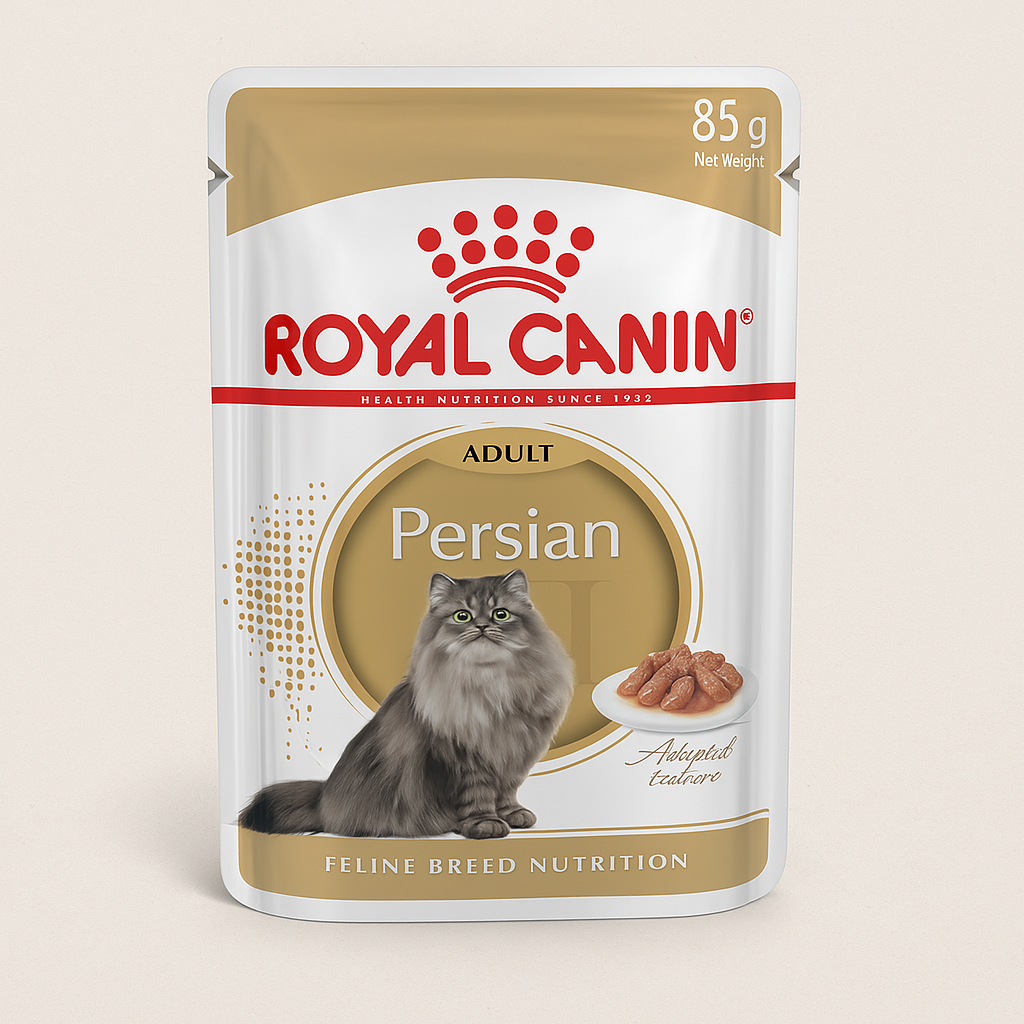 85 g
Net Weight
ROYAL CANIN
HEALTH NUTRITION SUNCE 1932
ADULT
Persian
FELINE BREED NUTRITION